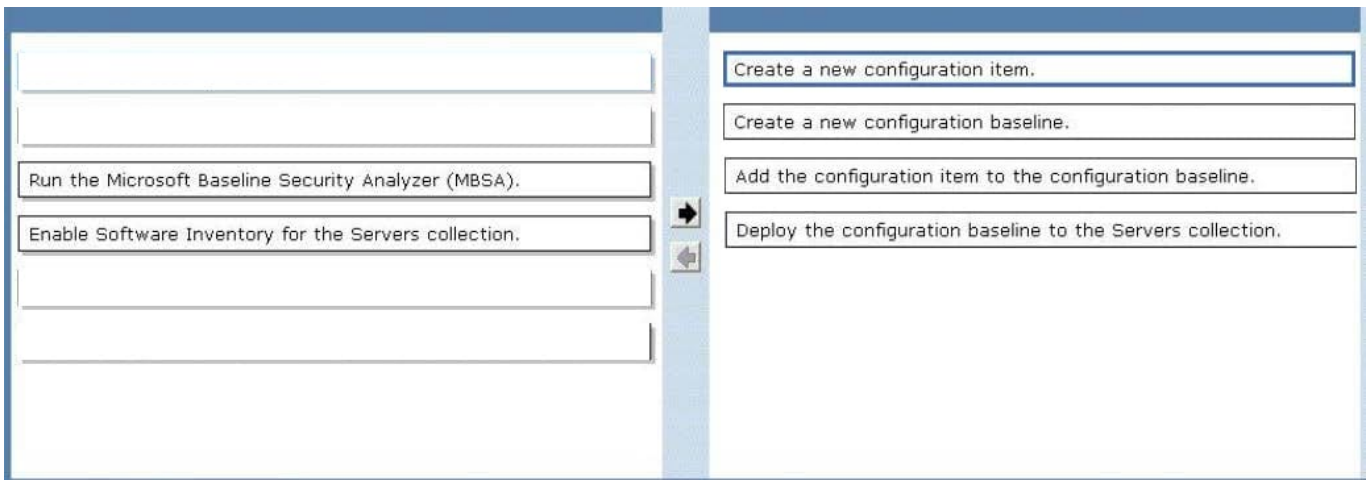 Run the Microsoft Baseline Security Analyzer (MBSA).
Enable Software Inventory for the Servers collection.
Create a new configuration item.
Create a new configuration baseline.
Add the configuration item to the configuration baseline.
Deploy the configuration baseline to the Servers collection.